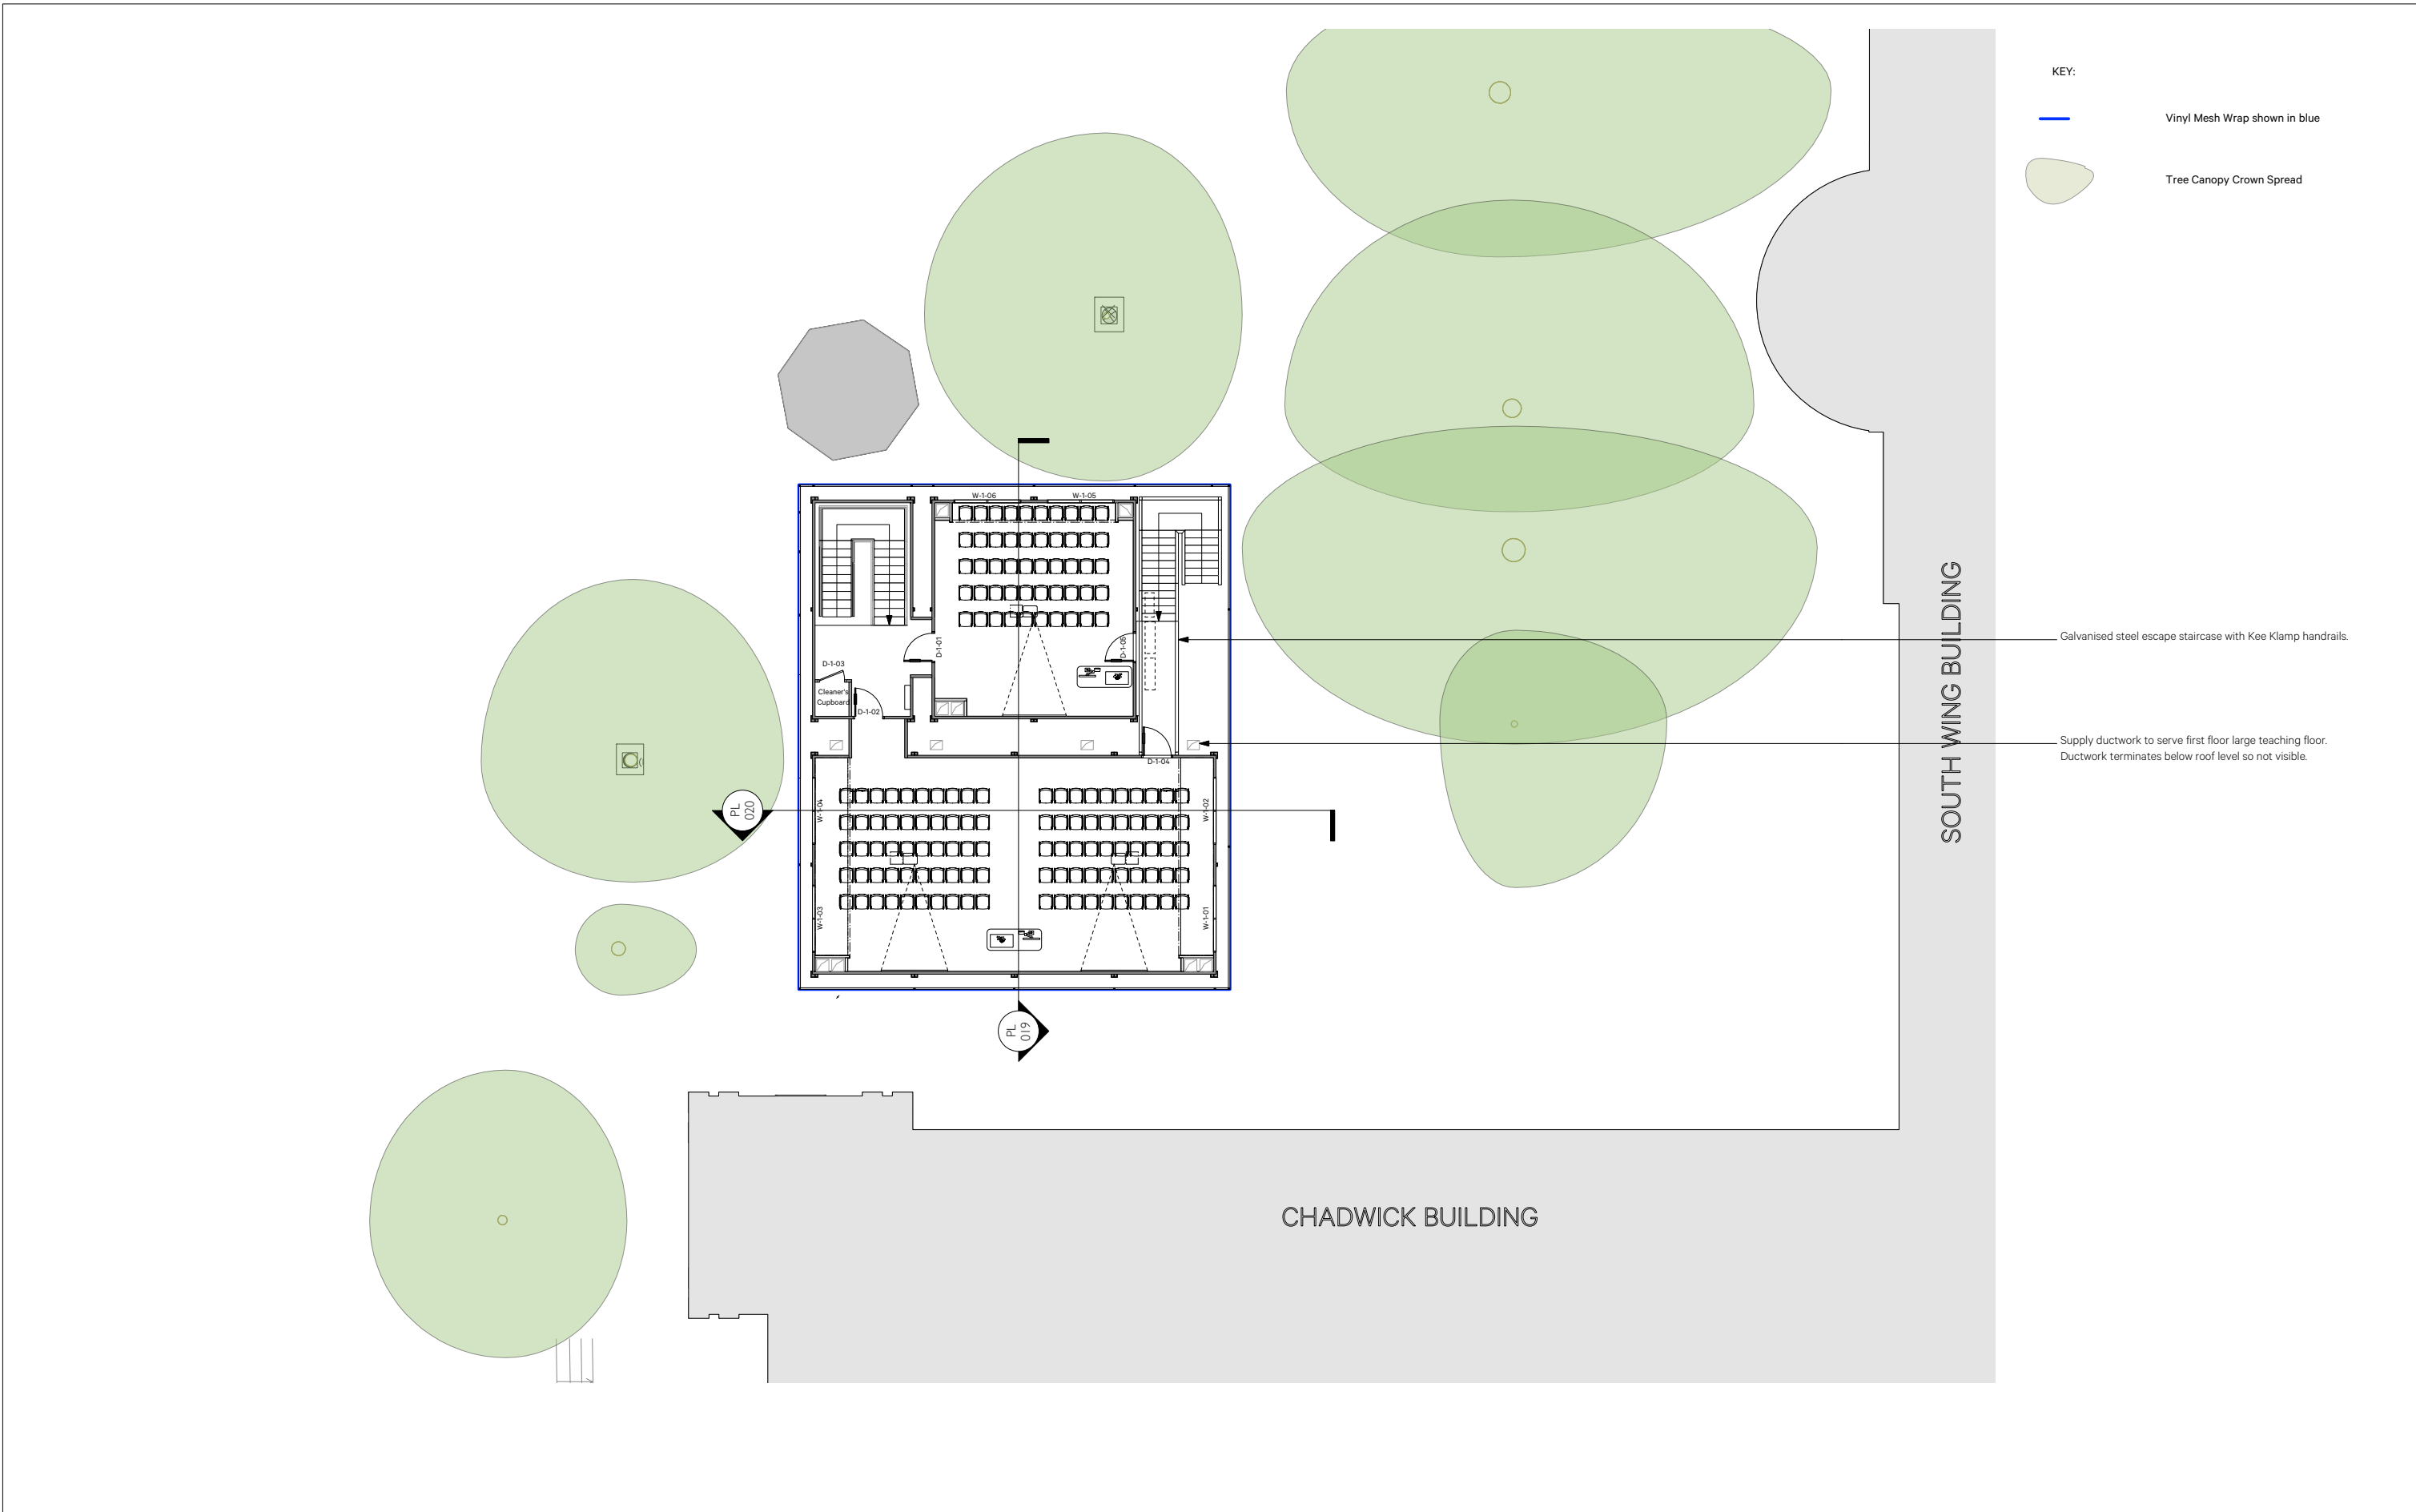 KEY:
Vinyl Mesh Wrap shown in blue
Tree Canopy Crown Spread
W-1-06
W-1-05
D-1-01
D-1-05
D-1-03
Cleaner's
Cupboard
D-1-02
D-1-04
W-1-04
W-1-02
W-1-03
W-1-01
PL
020
PL
019
Galvanised steel escape staircase with Kee Klamp handrails.
Supply ductwork to serve first floor large teaching floor.
Ductwork terminates below roof level so not visible.
SOUTH WING BUILDING
CHADWICK BUILDING